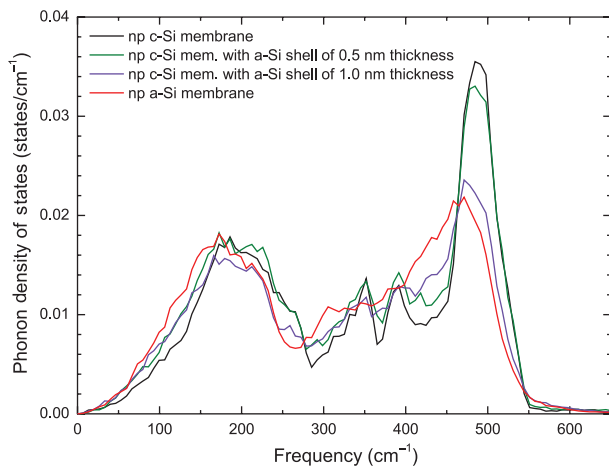 0.04
np c-Si membrane
np c-Si mem. with a-Si shell of 0.5 nm thickness
np c-Si mem. with a-Si shell of 1.0 nm thickness
np a-Si membrane
0.03
0.02
0.01
0.00
Phonon density of states (states/cm⁻¹)
0 100 200 300 400 500 600
Frequency (cm⁻¹)